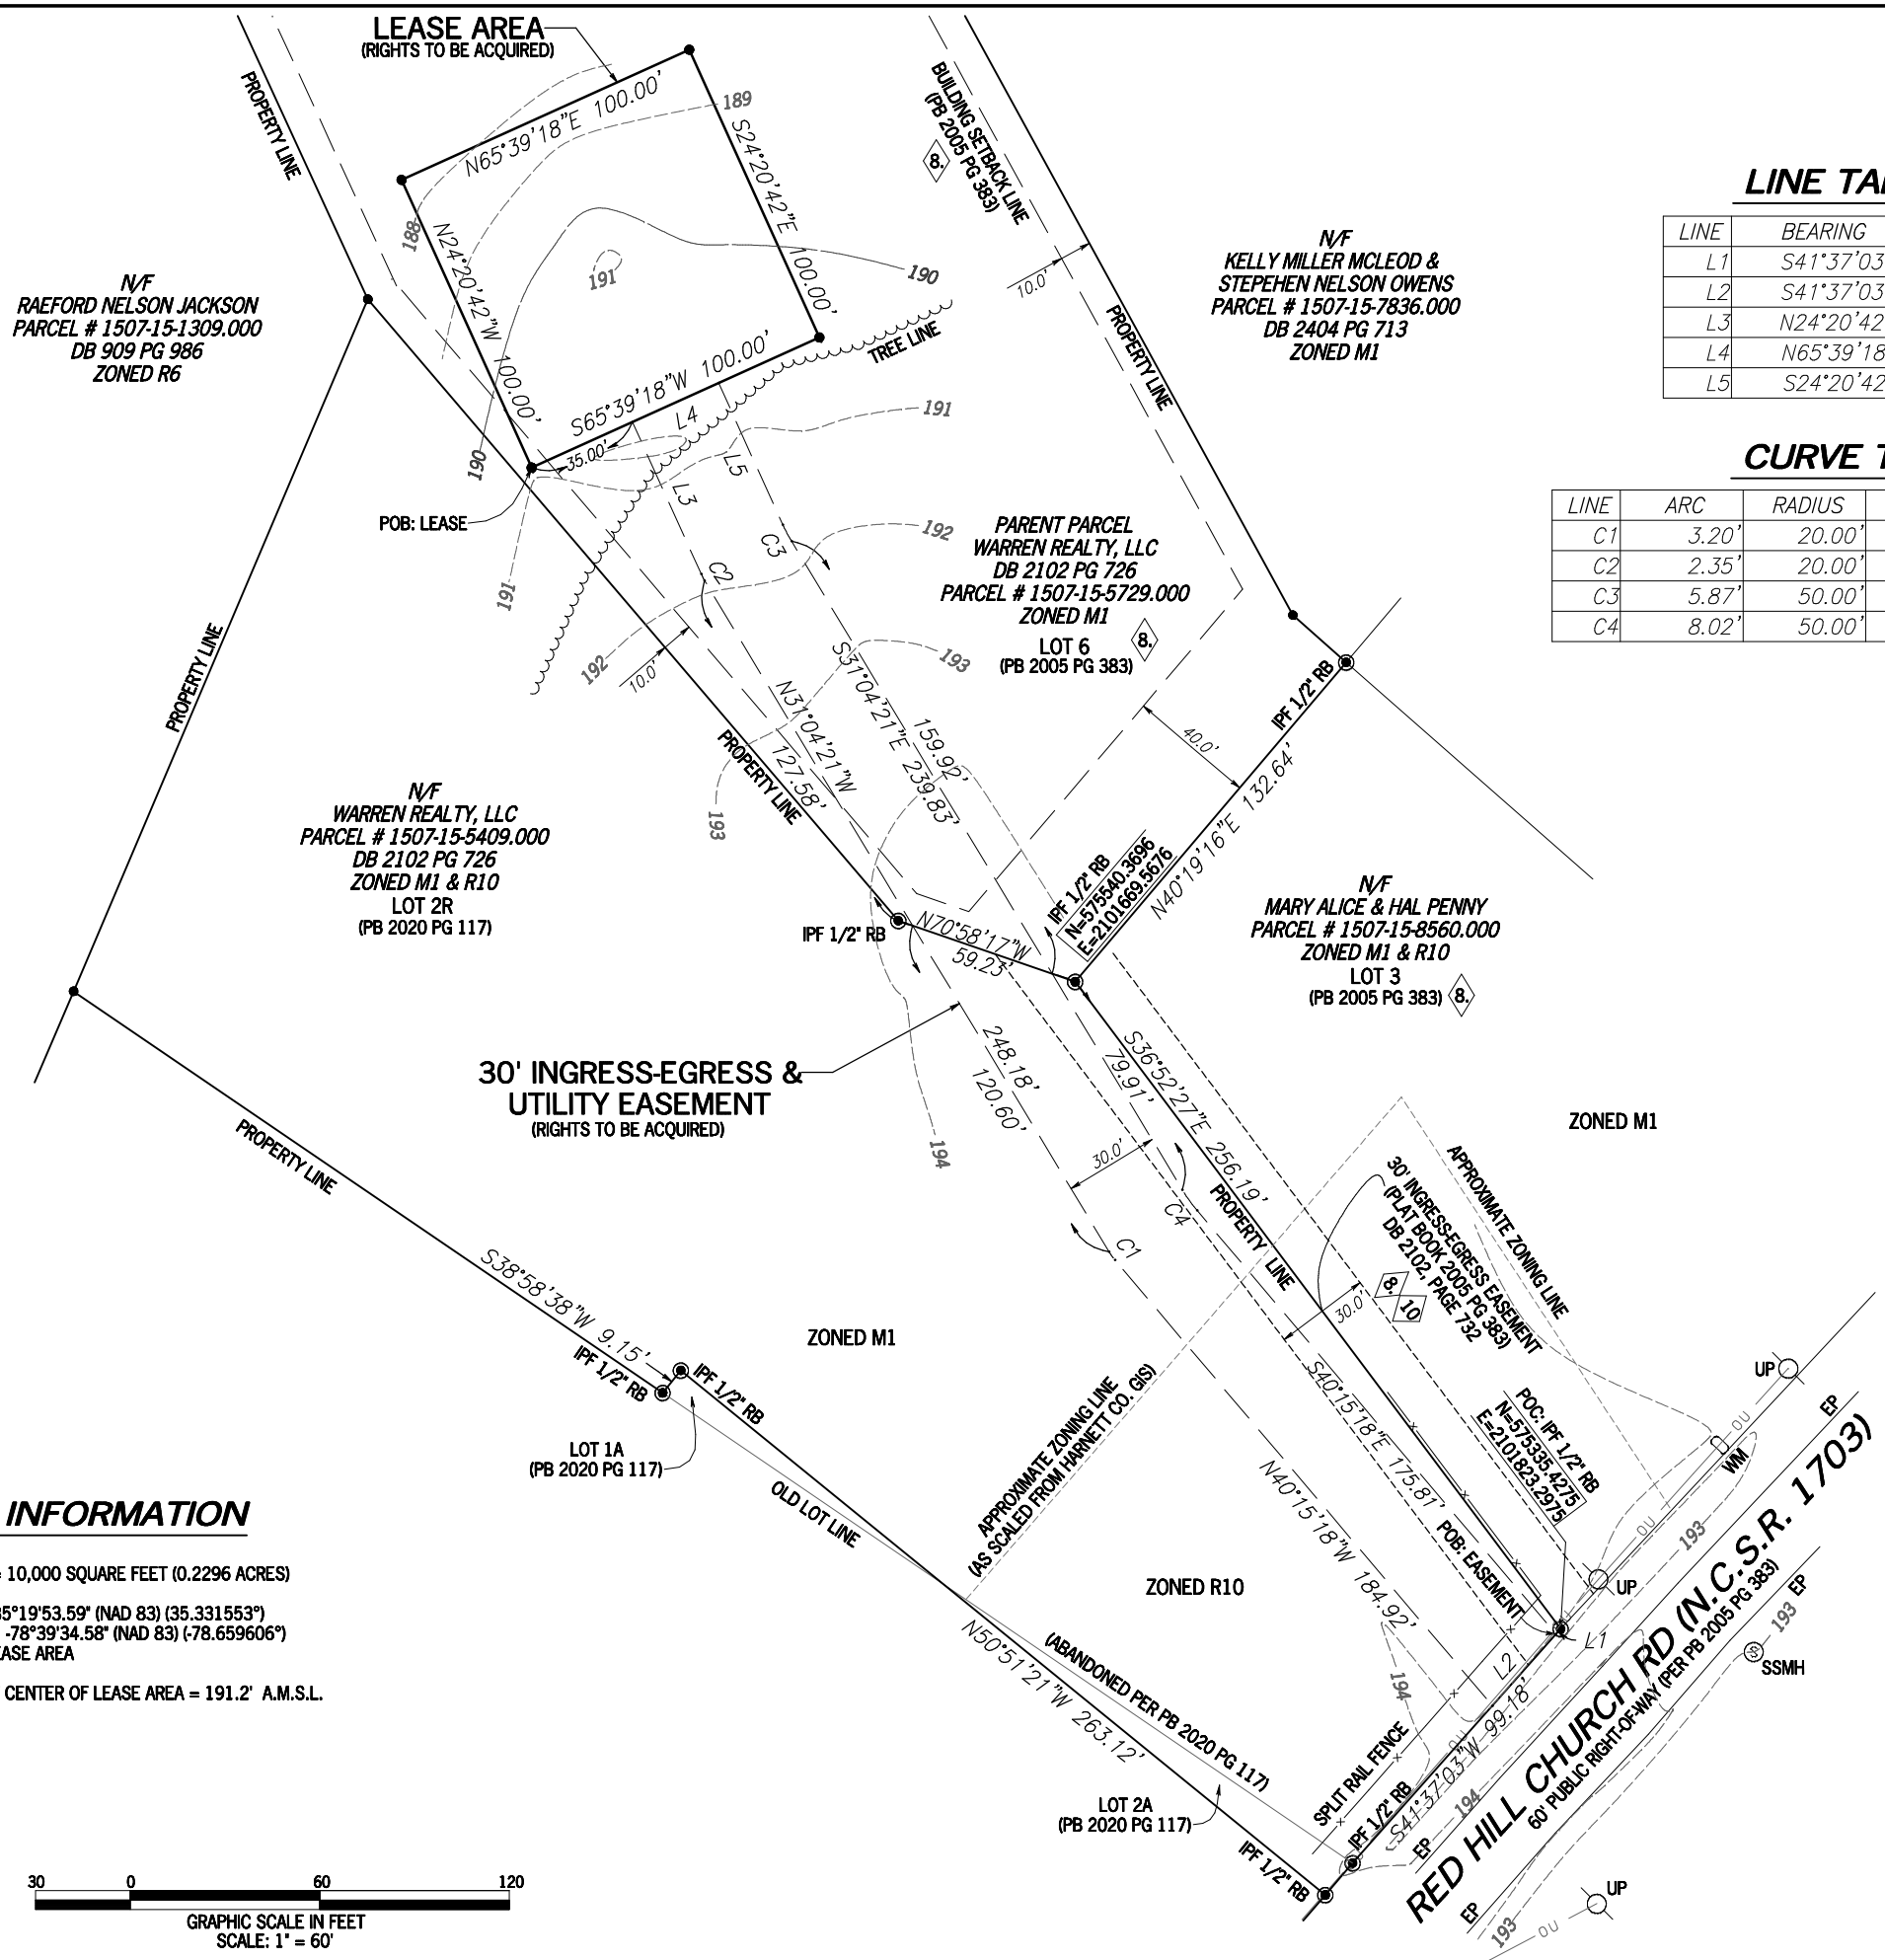 LEASE AREA
(RIGHTS TO BE ACQUIRED)
N65°39'18"E 100.00'
S24°20'42"E 100.00'
N24°20'42"W 100.00'
S65°39'18"W 100.00'
35.00'
L4
L3
L5
C3
C2
188
189
190
191
190
191
191
192
192
193
193
194
PROPERTY LINE
BUILDING SETBACK LINE
(PB 2005 PG 383)
8.
10.0'
PROPERTY LINE
TREE LINE
POB: LEASE
N/F
RAEFORD NELSON JACKSON
PARCEL # 1507-15-1309.000
DB 909 PG 986
ZONED R6
N/F
KELLY MILLER MCLEOD &
STEPEHEN NELSON OWENS
PARCEL # 1507-15-7836.000
DB 2404 PG 713
ZONED M1
LINE TA
LINE BEARING
L1 S41°37'03
L2 S41°37'03
L3 N24°20'42
L4 N65°39'18
L5 S24°20'42
CURVE T
LINE ARC RADIUS
C1 3.20' 20.00'
C2 2.35' 20.00'
C3 5.87' 50.00'
C4 8.02' 50.00'
PARENT PARCEL
WARREN REALTY, LLC
DB 2102 PG 726
PARCEL # 1507-15-5729.000
ZONED M1
LOT 6
(PB 2005 PG 383)
8.
10.0'
PROPERTY LINE
PROPERTY LINE
N31°04'21"W
127.58'
S31°04'21"E 239.83'
159.92'
40.0'
IPF 1/2" RB
N40°19'16"E 132.64'
IPF 1/2" RB
N=575540.3696
E=2101669.5676
N/F
WARREN REALTY, LLC
PARCEL # 1507-15-5409.000
DB 2102 PG 726
ZONED M1 & R10
LOT 2R
(PB 2020 PG 117)
IPF 1/2" RB
N70°58'17"W
59.23'
N/F
MARY ALICE & HAL PENNY
PARCEL # 1507-15-8560.000
ZONED M1 & R10
LOT 3
(PB 2005 PG 383) 8.
30' INGRESS-EGRESS &
UTILITY EASEMENT
(RIGHTS TO BE ACQUIRED)
248.18'
120.60'
79.91'
30.0'
S36°52'27"E 256.19'
PROPERTY LINE
C4
C1
ZONED M1
APPROXIMATE ZONING LINE
30' INGRESS-EGRESS EASEMENT
(PLAT BOOK 2005 PG 383)
DB 2102, PAGE 732
8.
10
30.0'
PROPERTY LINE
S38°58'38"W 9.15'
IPF 1/2" RB
IPF 1/2" RB
ZONED M1
LOT 1A
(PB 2020 PG 117)
OLD LOT LINE
APPROXIMATE ZONING LINE
(AS SCALED FROM HARNETT CO. GIS)
S40°15'18"E 175.81'
N40°15'18"W 184.92'
POC: IPF 1/2" RB
N=575335.4275
E=2101823.2975
POB: EASEMENT
UP
OU
WM
EP
193
OU
UP
L1
L2
ZONED R10
N50°51'21"W 263.12'
(ABANDONED PER PB 2020 PG 117)
LOT 2A
(PB 2020 PG 117)
SPLIT RAIL FENCE
194
OU
IPF 1/2" RB
S41°37'03"W 99.18'
194
EP
IPF 1/2" RB
RED HILL CHURCH RD (N.C.S.R. 1703)
60' PUBLIC RIGHT-OF-WAY (PER PB 2005 PG 383)
EP
193
SSMH
EP
193
OU
UP
INFORMATION
= 10,000 SQUARE FEET (0.2296 ACRES)
35°19'53.59" (NAD 83) (35.331553°)
-78°39'34.58" (NAD 83) (-78.659606°)
EASE AREA
CENTER OF LEASE AREA = 191.2' A.M.S.L.
30 0 60 120
GRAPHIC SCALE IN FEET
SCALE: 1" = 60'